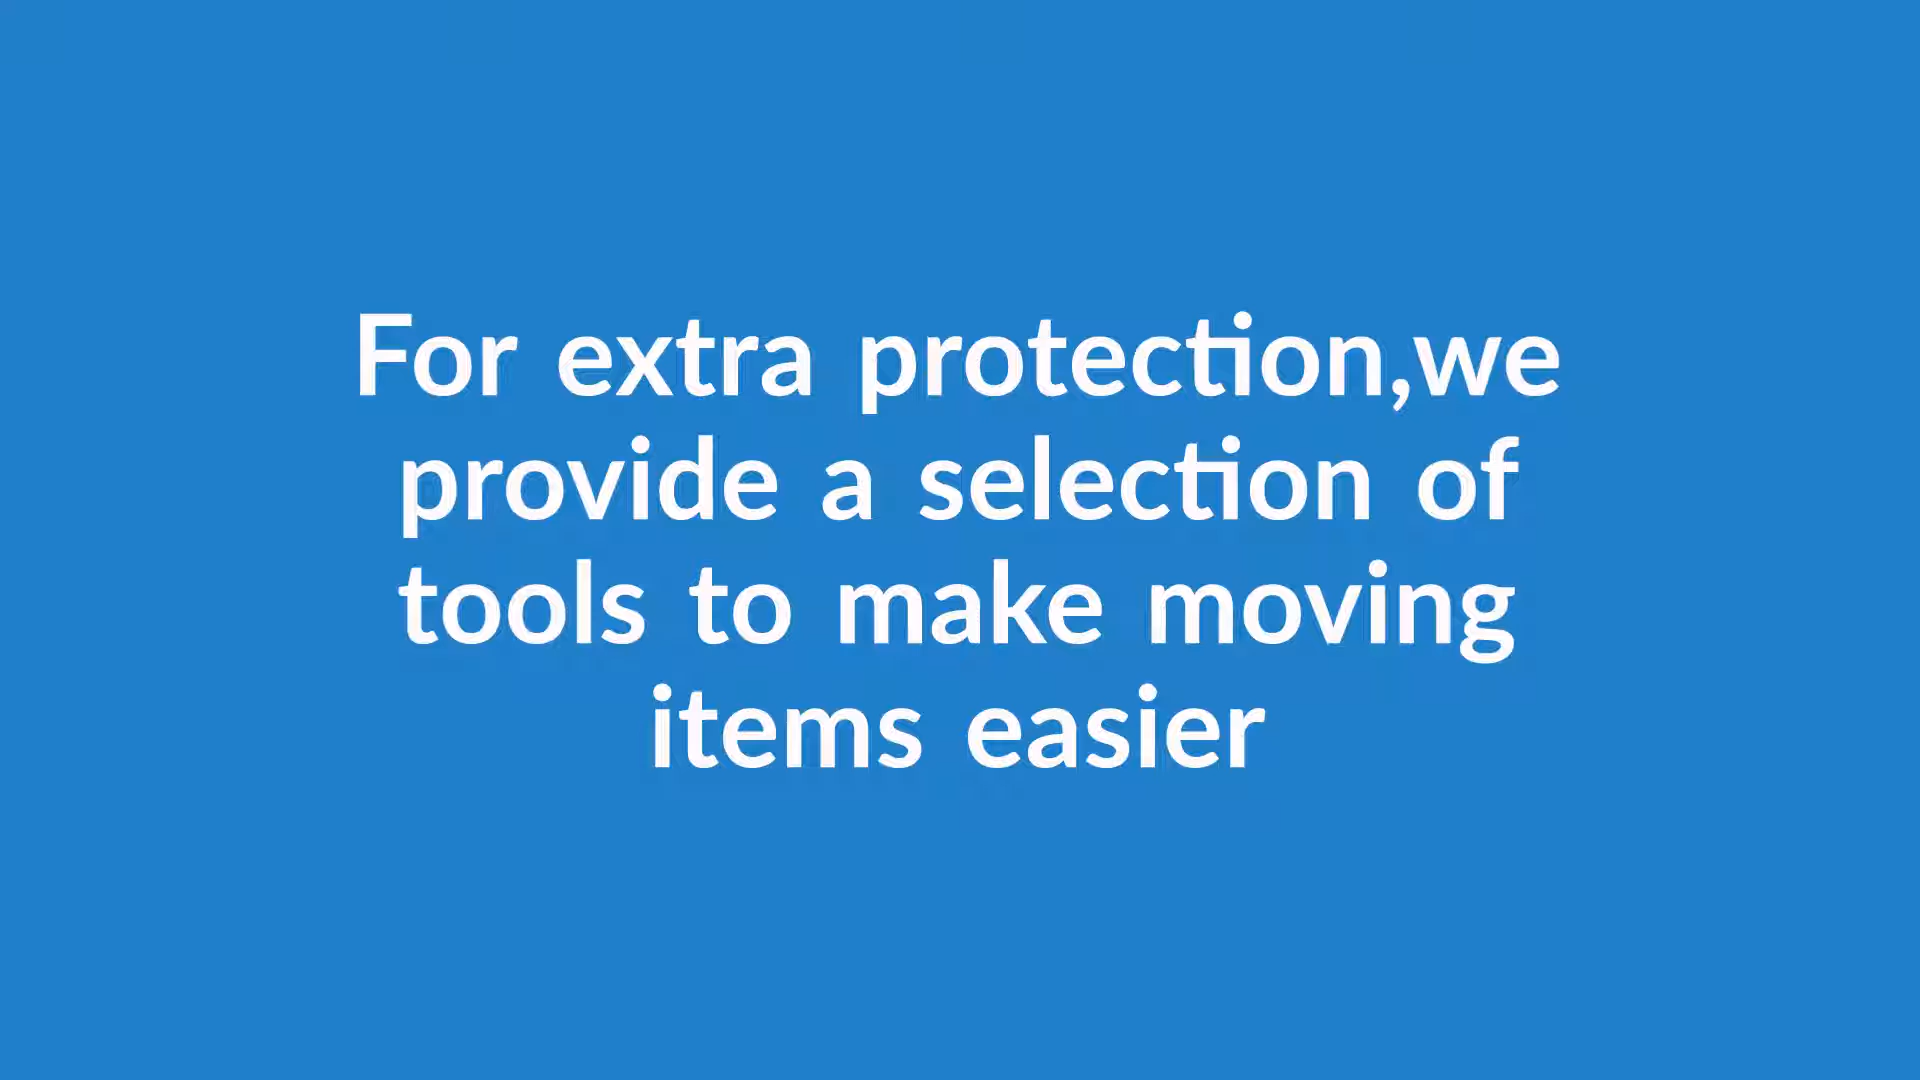 For extra protection,we
provide a selection of
tools to make moving
items easier